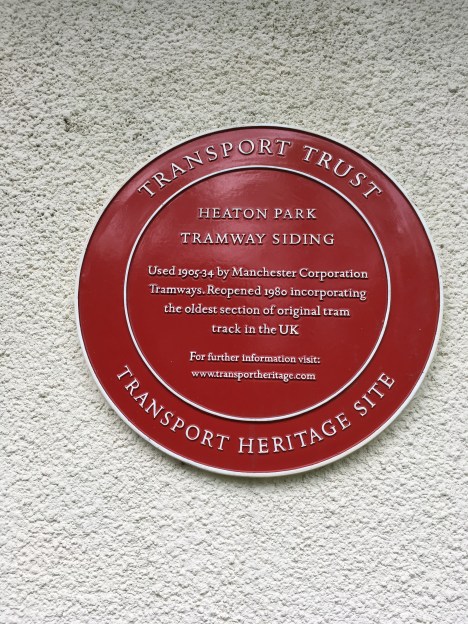 TRANSPORT TRUST
HEATON PARK
TRAMWAY SIDING
Used 1905-34 by Manchester Corporation
Tramways. Reopened 1980 incorporating
the oldest section of original tram
track in the UK
For further information visit:
www.transportheritage.com
TRANSPORT HERITAGE SITE